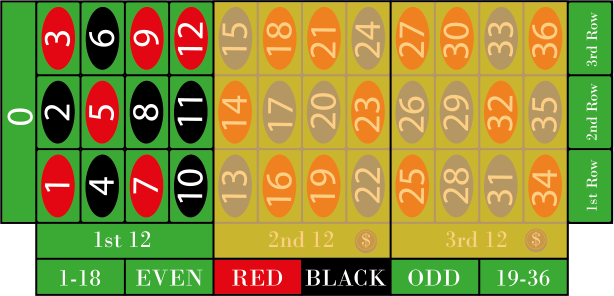 3 6 9 12 15 18 21 24 27 30 33 36 3rd Row
0 2 5 8 11 14 17 20 23 26 29 32 35 2nd Row
1 4 7 10 13 16 19 22 25 28 31 34 1st Row
1st 12 2nd 12 $ 3rd 12 $
1-18 EVEN RED BLACK ODD 19-36